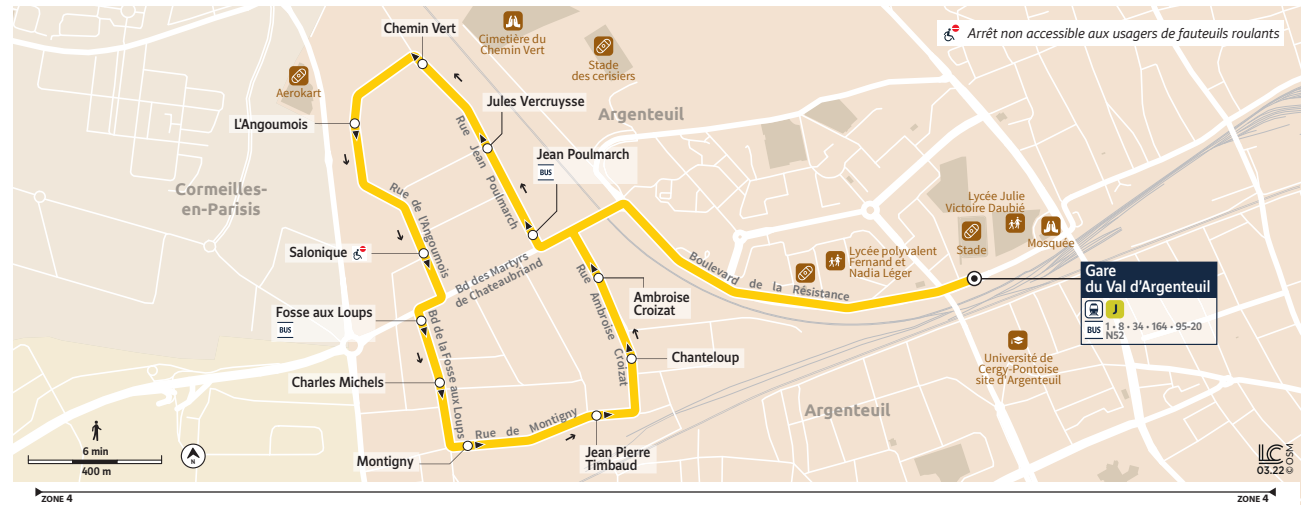 Chemin Vert
Cimetière du
Chemin Vert
Stade
des cerisiers
Arrêt non accessible aux usagers de fauteuils roulants
Aerokart
L'Angoumois
Jules Vercruysse
Argenteuil
Rue Jean Poulmarch
Jean Poulmarch
BUS
Cormeilles-
en-Parisis
Rue de l'Angoumois
Lycée Julie
Victoire Daubié
Stade
Mosquée
Salonique
Bd des Martyrs
de Chateaubriand
Lycée polyvalent
Fernand et
Nadia Léger
Boulevard de la Résistance
Gare
du Val d'Argenteuil
J
BUS
1 • 8 • 34 • 164 • 95-20
N52
Rue Ambroise Croizat
Ambroise
Croizat
Fosse aux Loups
BUS
Bd de la Fosse aux Loups
Chanteloup
Université de
Cergy-Pontoise
site d'Argenteuil
Charles Michels
Argenteuil
Rue de Montigny
Montigny
Jean Pierre
Timbaud
6 min
400 m
N
LC
03.22 © OSM
ZONE 4
ZONE 4